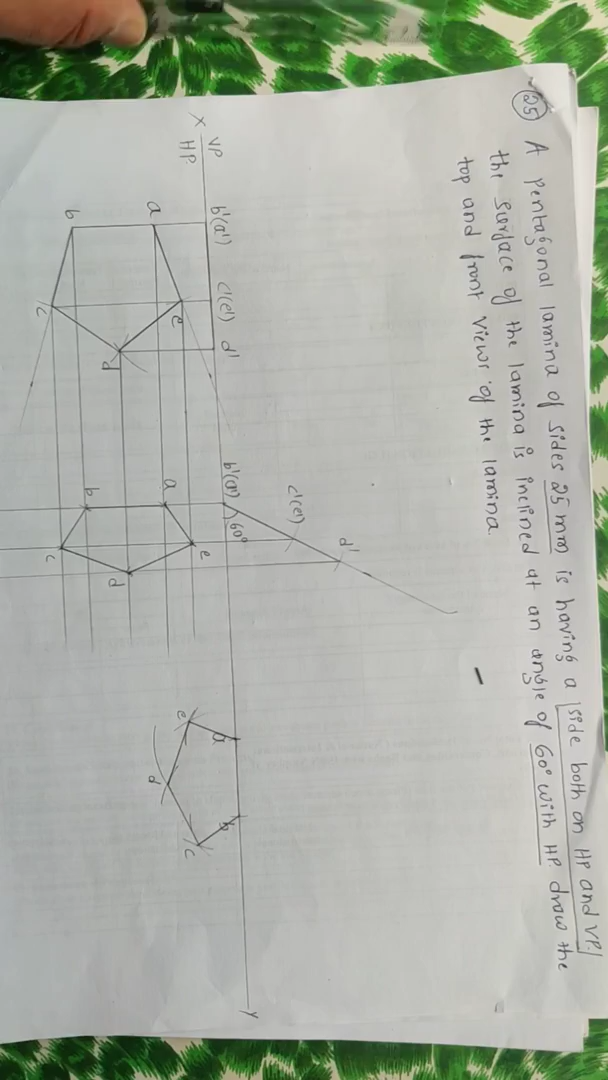 25 A pentagonal lamina of sides 25 mm is having a side both on HP and VP.
the surface of the lamina is inclined at an angle of 60° with HP draw the
top and front views of the lamina.
b'(a') c'(e') d'
X VP
HP
a
b
c
d
e
b'(a')
c'(e')
d'
60°
a
b
c
d
e
a
b
c
d
e
Y